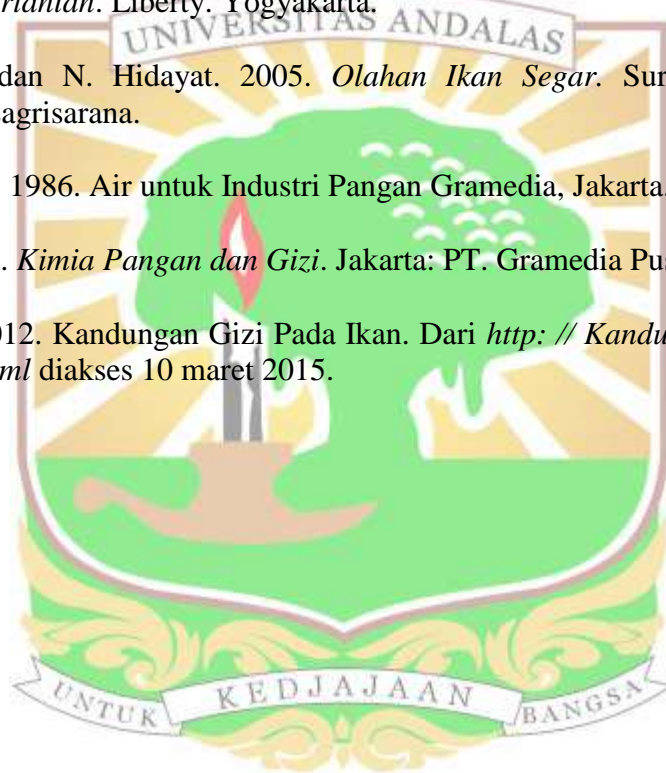 rtanian. Liberty. Yogyakarta.
UNIVERSITAS ANDALAS
dan N. Hidayat. 2005. Olahan Ikan Segar. Sur
agrisarana.
1986. Air untuk Industri Pangan Gramedia, Jakarta.
. Kimia Pangan dan Gizi. Jakarta: PT. Gramedia Pus
012. Kandungan Gizi Pada Ikan. Dari http: // Kandu
ml diakses 10 maret 2015.
UNTUK KEDJAJAAN BANGSA